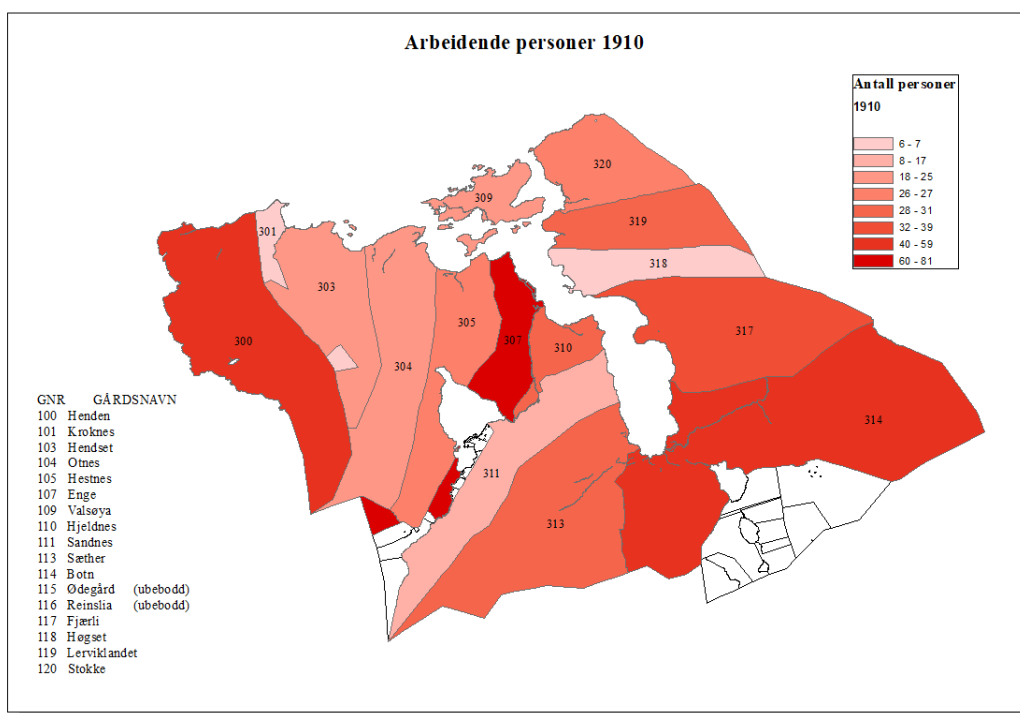 Arbeidende personer 1910
Antall personer
1910
6 - 7
8 - 17
18 - 25
26 - 27
28 - 31
32 - 39
40 - 59
60 - 81
320
309
319
301
318
303
305
317
307
300
310
304
314
311
313
GNR GÅRDSNAVN
100 Henden
101 Kroknes
103 Hendset
104 Otnes
105 Hestnes
107 Enge
109 Valsøya
110 Hjeldnes
111 Sandnes
113 Sæther
114 Botn
115 Ødegård (ubebodd)
116 Reinslia (ubebodd)
117 Fjærli
118 Høgset
119 Lerviklandet
120 Stokke